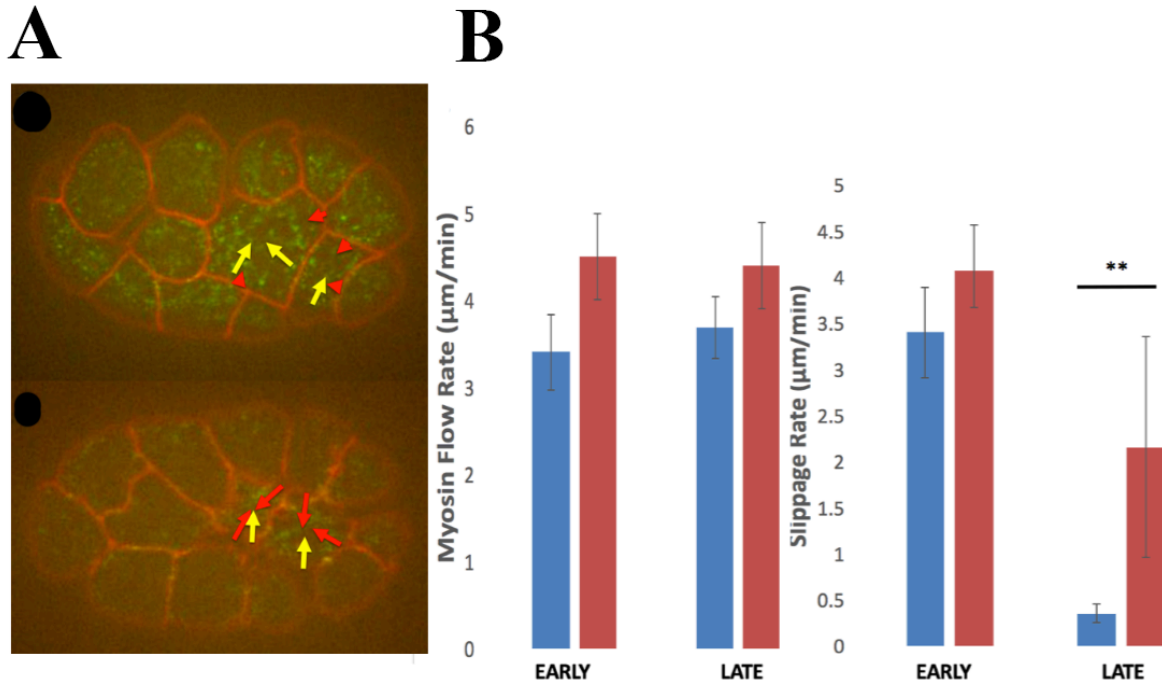 A
B
Myosin Flow Rate (μm/min)
6
5
4
3
2
1
0
EARLY
LATE
Slippage Rate (μm/min)
5
4.5
4
3.5
3
2.5
2
1.5
1
0.5
0
**
EARLY
LATE